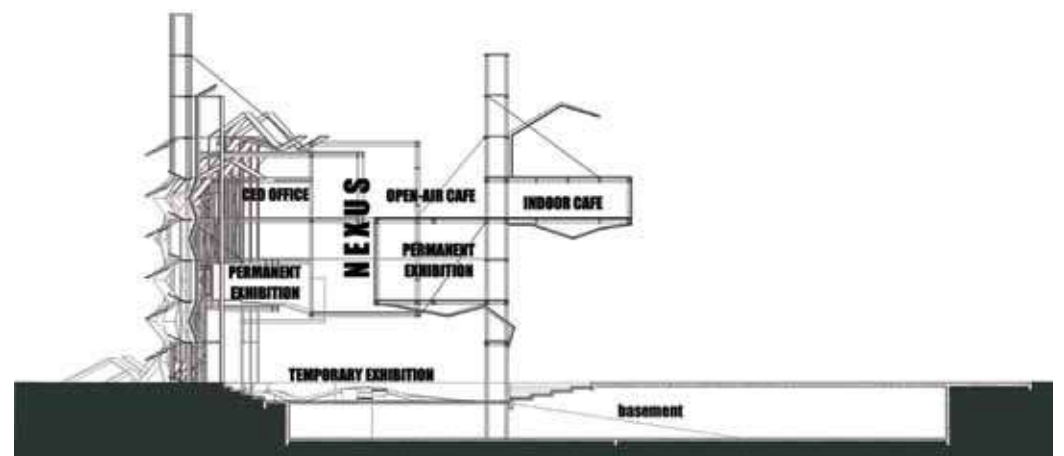 CEO OFFICE
NEXUS
OPEN-AIR CAFE
INDOOR CAFE
PERMANENT
EXHIBITION
PERMANENT
EXHIBITION
TEMPORARY EXHIBITION
basement